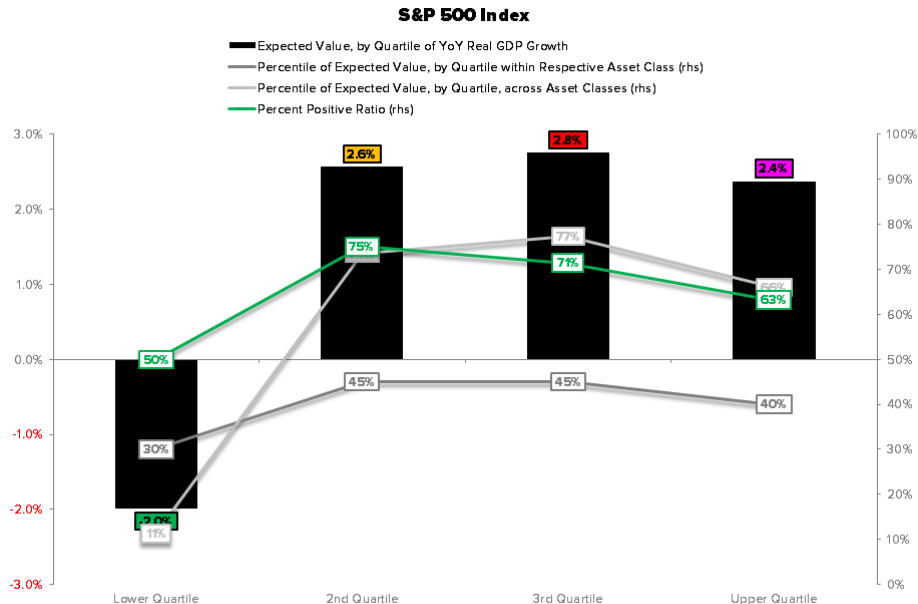 S&P 500 Index
Expected Value, by Quartile of YoY Real GDP Growth
Percentile of Expected Value, by Quartile within Respective Asset Class (rhs)
Percentile of Expected Value, by Quartile, across Asset Classes (rhs)
Percent Positive Ratio (rhs)
3.0% 2.8% 100%
2.6% 2.4% 90%
2.0% 77% 80%
75% 71% 70%
1.0% 66% 63% 60%
0.0% 50% 50%
45% 45% 40% 40%
-1.0% 30% 30%
-2.0% -2.0% 20%
11% 10%
-3.0% 0%
Lower Quartile 2nd Quartile 3rd Quartile Upper Quartile